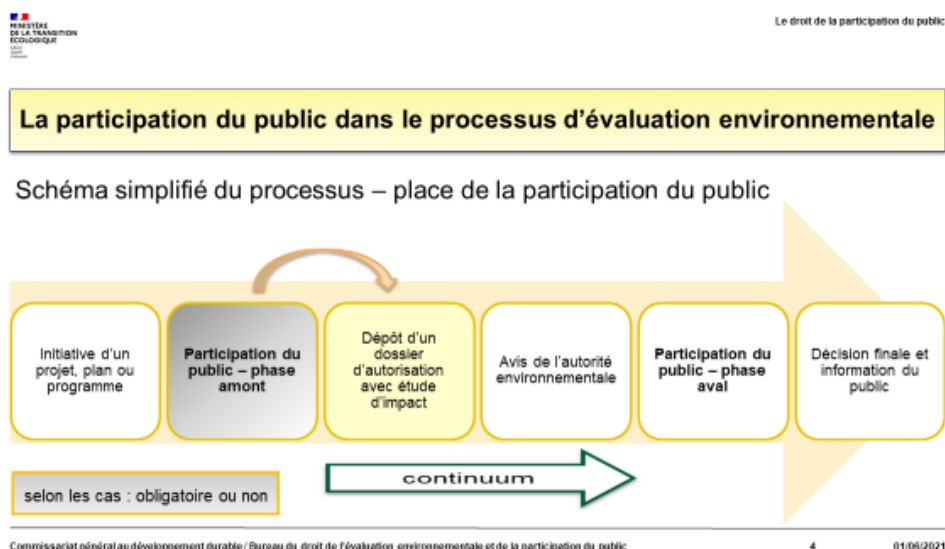 MINISTÈRE
DE LA TRANSITION
ÉCOLOGIQUE
Le droit de la participation du public
La participation du public dans le processus d'évaluation environnementale
Schéma simplifié du processus – place de la participation du public
Initiative d'un
projet, plan ou
programme
Participation du
public – phase
amont
Dépôt d'un
dossier
d'autorisation
avec étude
d'impact
Avis de l'autorité
environnementale
Participation du
public – phase
aval
Décision finale et
information du
public
selon les cas : obligatoire ou non
continuum
Commissariat général au développement durable / Bureau du droit de l'évaluation environnementale et de la participation du public
4
01/06/2021